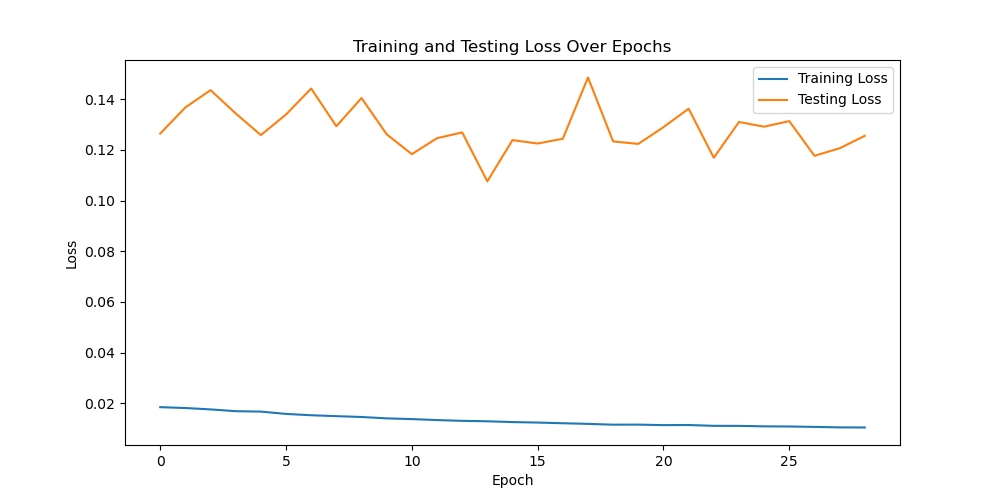 Training and Testing Loss Over Epochs
Training Loss
Testing Loss
Loss
0.14
0.12
0.10
0.08
0.06
0.04
0.02
0 5 10 15 20 25
Epoch